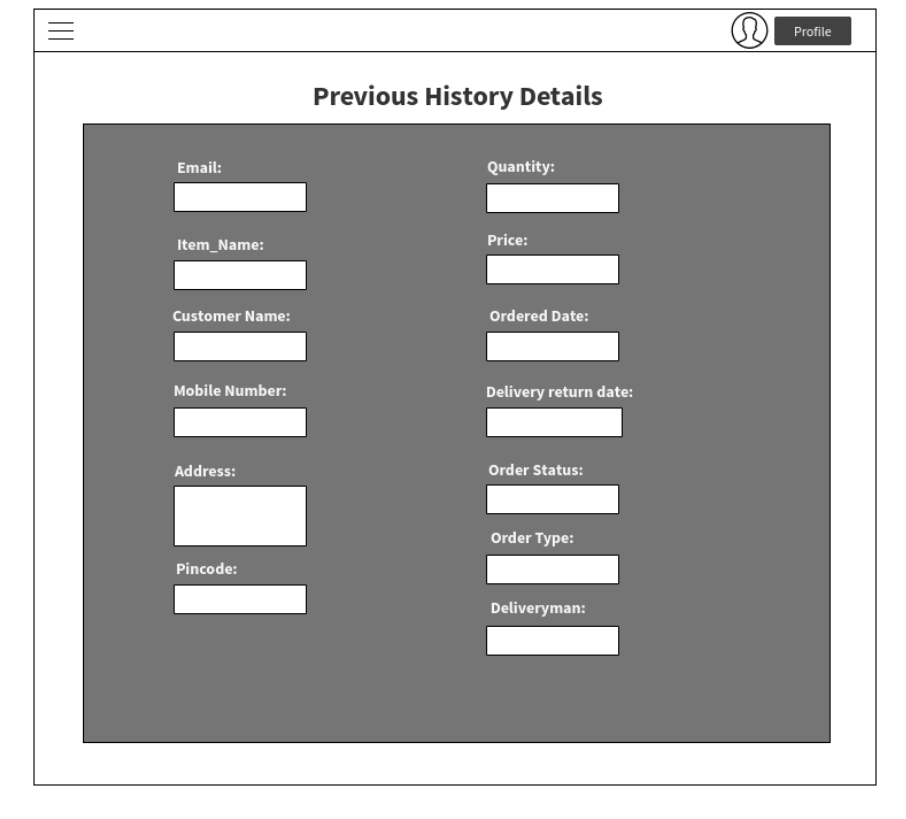 Profile
Previous History Details
Email:
Item_Name:
Customer Name:
Mobile Number:
Address:
Pincode:
Quantity:
Price:
Ordered Date:
Delivery return date:
Order Status:
Order Type:
Deliveryman: